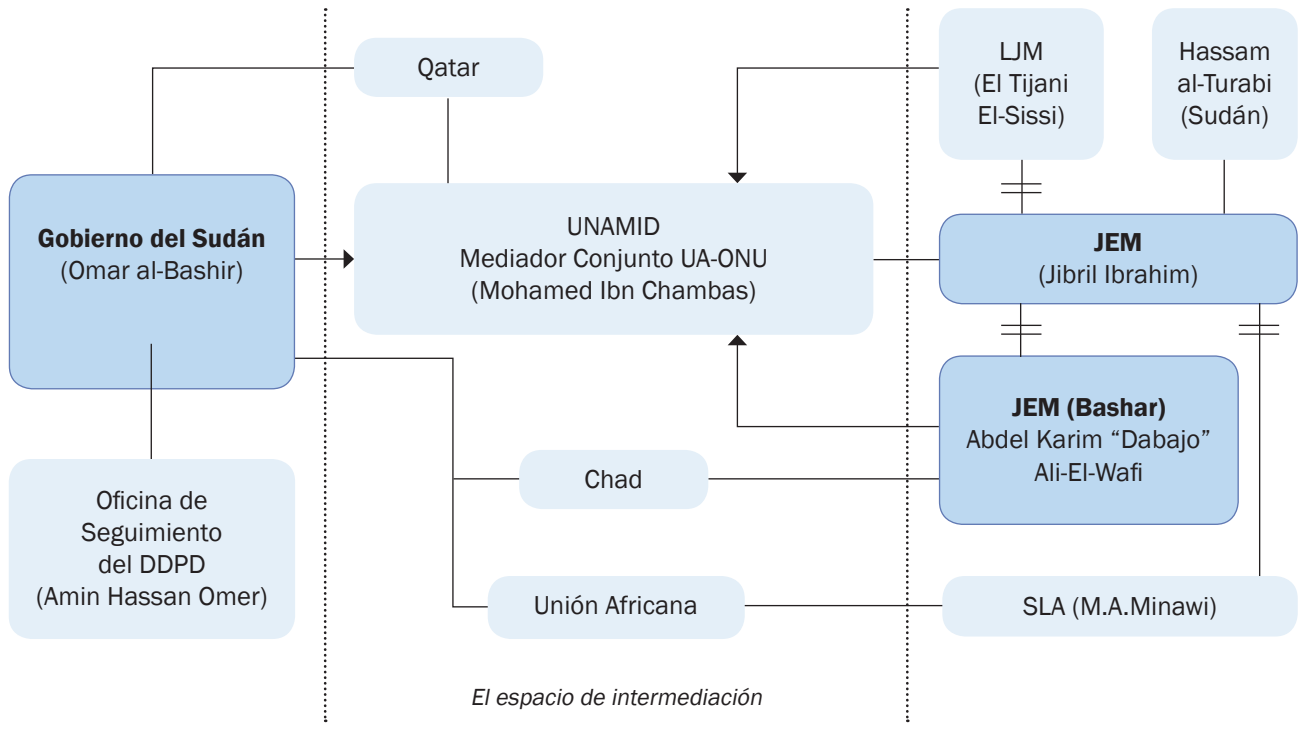 Qatar
LJM
(El Tijani
El-Sissi)
Hassam
al-Turabi
(Sudán)
Gobierno del Sudán
(Omar al-Bashir)
UNAMID
Mediador Conjunto UA-ONU
(Mohamed Ibn Chambas)
JEM
(Jibril Ibrahim)
JEM (Bashar)
Abdel Karim “Dabajo”
Ali-El-Wafi
Oficina de
Seguimiento
del DDPD
(Amin Hassan Omer)
Chad
Unión Africana
SLA (M.A.Minawi)
El espacio de intermediación